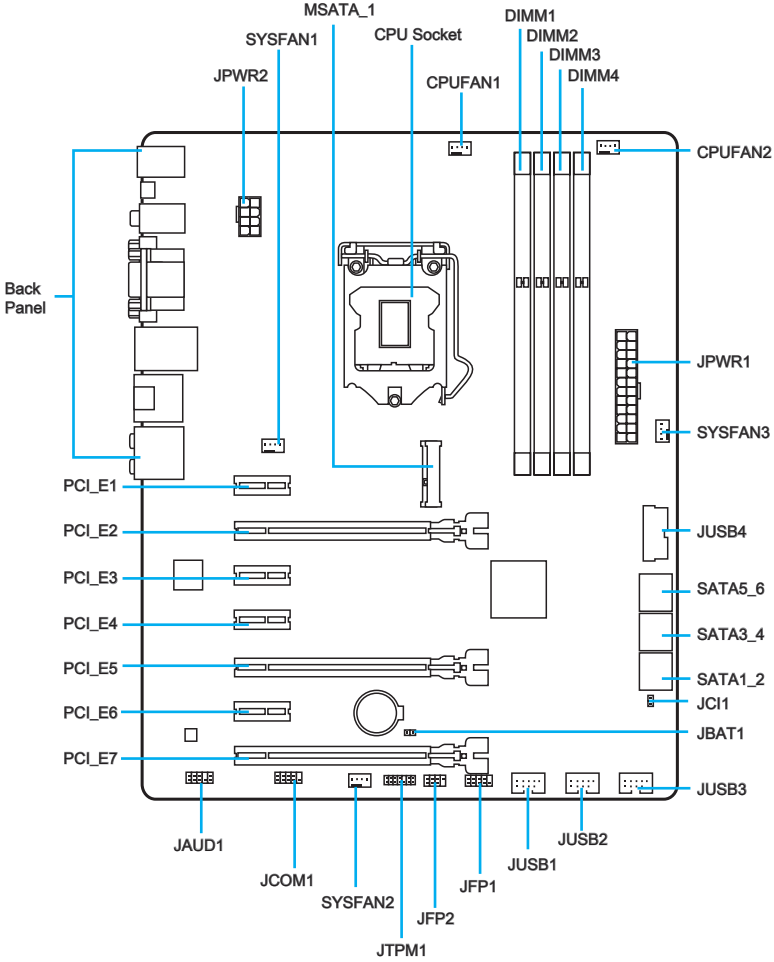 MSATA_1
DIMM1
DIMM2
DIMM3
DIMM4
SYSFAN1
CPU Socket
JPWR2
CPUFAN1
CPUFAN2
Back
Panel
JPWR1
SYSFAN3
PCI_E1
PCI_E2
JUSB4
PCI_E3
SATA5_6
PCI_E4
SATA3_4
PCI_E5
SATA1_2
JCI1
PCI_E6
JBAT1
PCI_E7
JUSB3
JAUD1
JUSB2
JUSB1
JCOM1
JFP1
SYSFAN2
JFP2
JTPM1